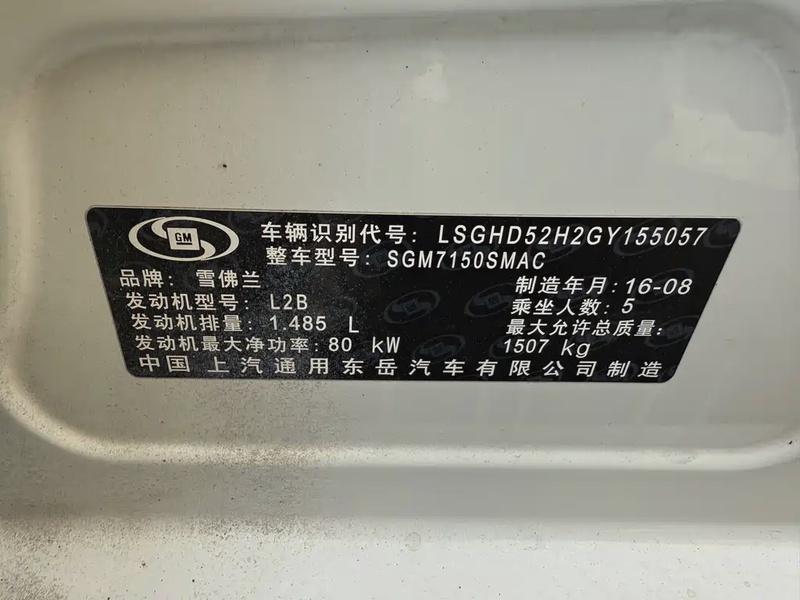 GM
车辆识别代号: LSGHD52H2GY155057
整车型号: SGM7150SMAC
品牌: 雪佛兰 制造年月: 16-08
发动机型号: L2B 乘坐人数: 5
发动机排量: 1.485 L 最大允许总质量:
发动机最大净功率: 80 kW 1507 kg
中国 上汽通用东岳汽车有限公司制造